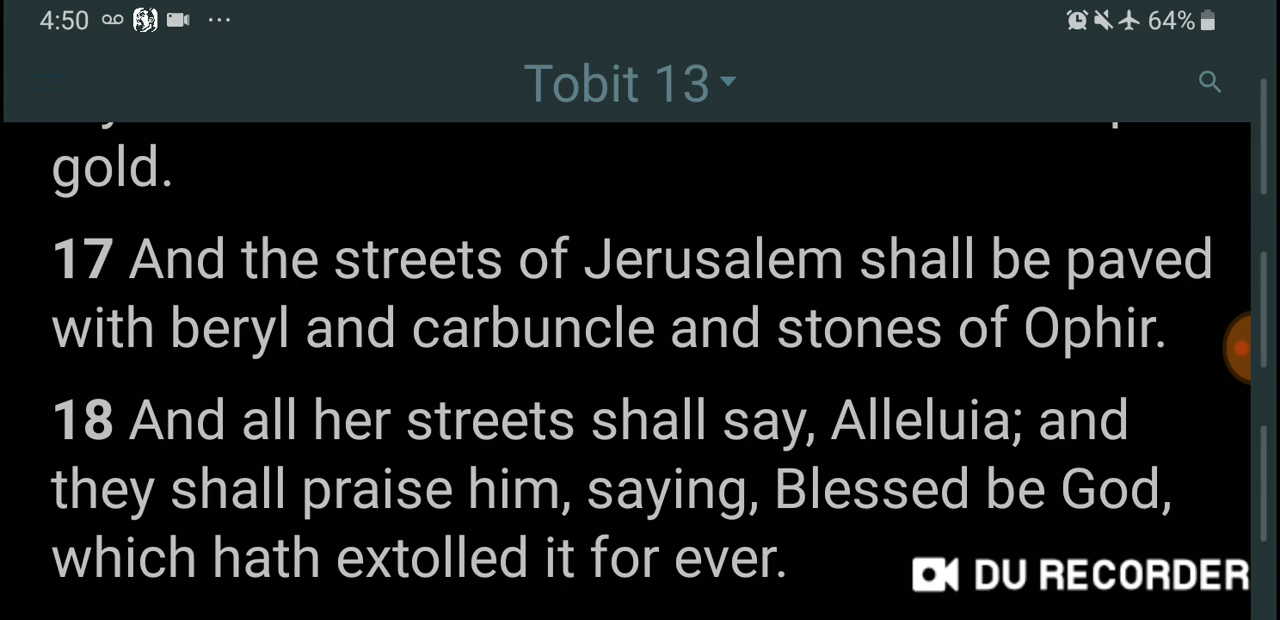 4:50 ... 64%
Tobit 13
gold.
17 And the streets of Jerusalem shall be paved
with beryl and carbuncle and stones of Ophir.
18 And all her streets shall say, Alleluia; and
they shall praise him, saying, Blessed be God,
which hath extolled it for ever.
DU RECORDER